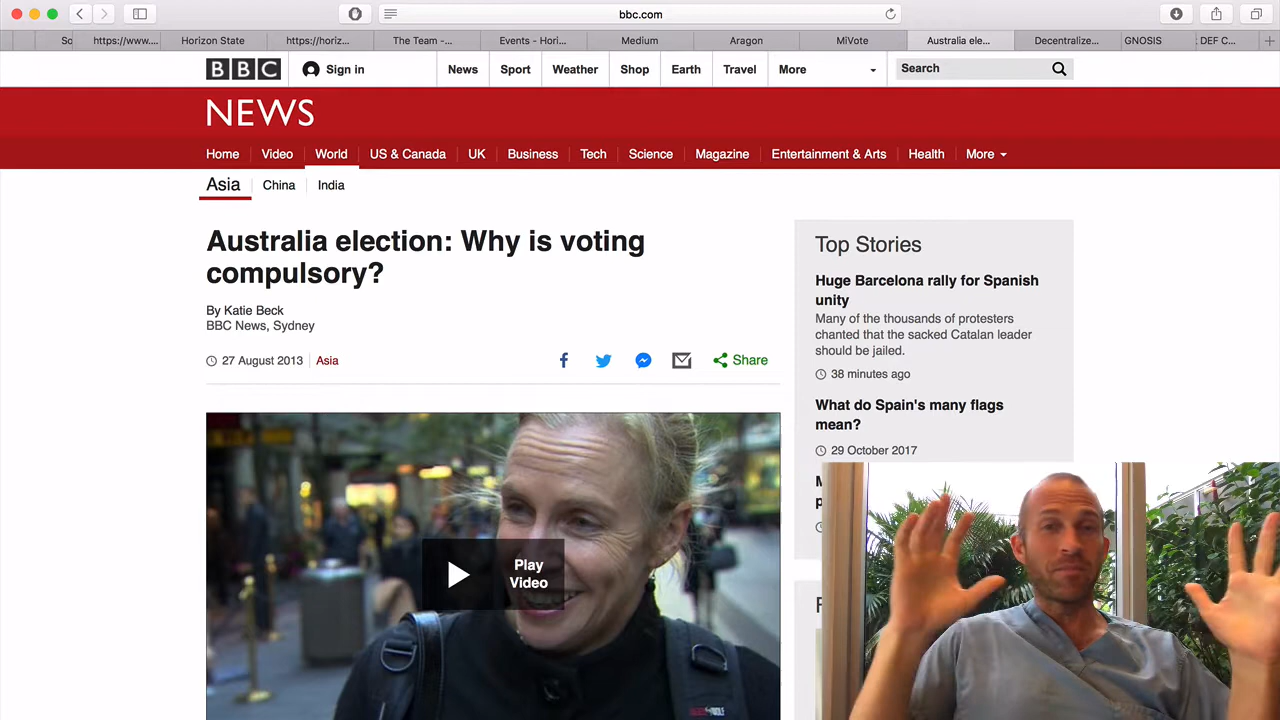 bbc.com
Sc
https://www....
Horizon State
https://horiz...
The Team -...
Events - Hori...
Medium
Aragon
MiVote
Australia ele...
Decentralize...
GNOSIS
: DEF C...
BBC
Sign in
News
Sport
Weather
Shop
Earth
Travel
More
Search
NEWS
Home
Video
World
US & Canada
UK
Business
Tech
Science
Magazine
Entertainment & Arts
Health
More
Asia
China
India
Australia election: Why is voting
compulsory?
By Katie Beck
BBC News, Sydney
27 August 2013
Asia
Share
Play
Video
Top Stories
Huge Barcelona rally for Spanish
unity
Many of the thousands of protesters
chanted that the sacked Catalan leader
should be jailed.
38 minutes ago
What do Spain's many flags
mean?
29 October 2017